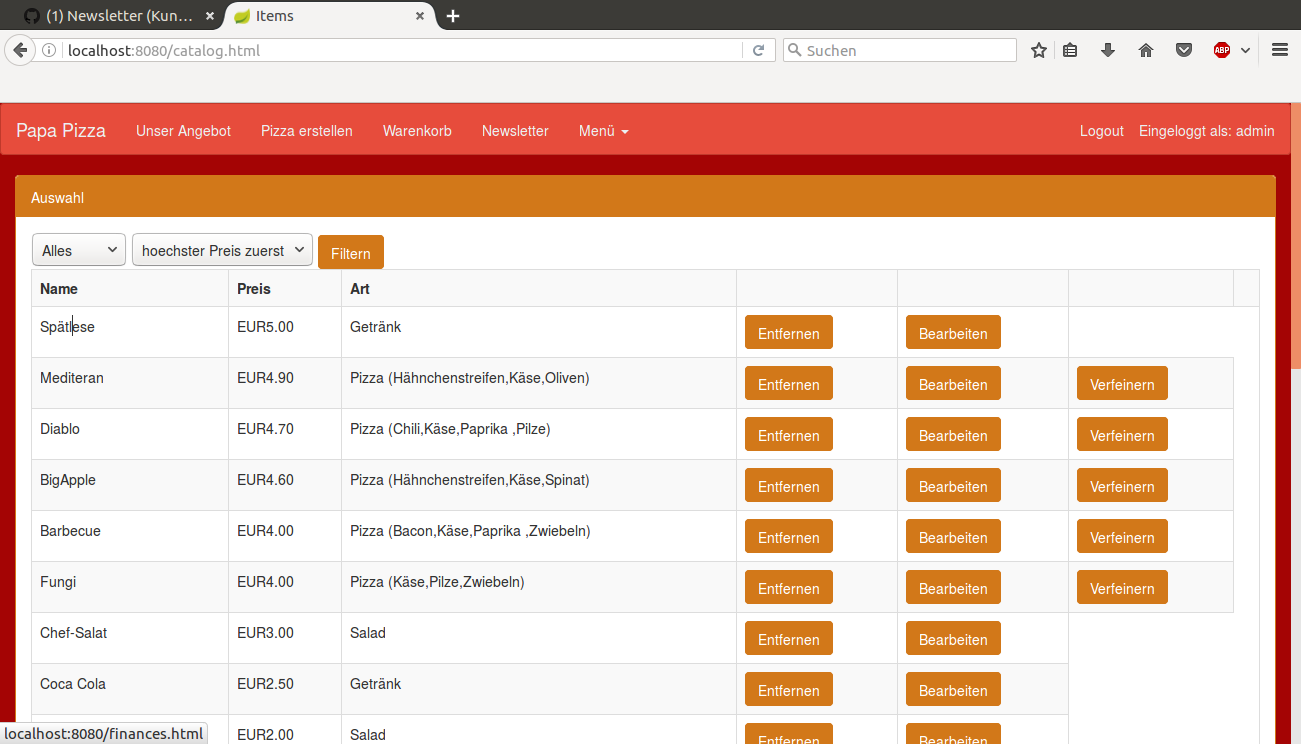 (1) Newsletter (Kun...
Items
localhost:8080/catalog.html
Suchen
ABP
Papa Pizza Unser Angebot Pizza erstellen Warenkorb Newsletter Menü Logout Eingeloggt als: admin
Auswahl
Alles hoechster Preis zuerst Filtern
Name Preis Art
Spätlese EUR5.00 Getränk Entfernen Bearbeiten
Mediteran EUR4.90 Pizza (Hähnchenstreifen,Käse,Oliven) Entfernen Bearbeiten Verfeinern
Diablo EUR4.70 Pizza (Chili,Käse,Paprika ,Pilze) Entfernen Bearbeiten Verfeinern
BigApple EUR4.60 Pizza (Hähnchenstreifen,Käse,Spinat) Entfernen Bearbeiten Verfeinern
Barbecue EUR4.00 Pizza (Bacon,Käse,Paprika ,Zwiebeln) Entfernen Bearbeiten Verfeinern
Fungi EUR4.00 Pizza (Käse,Pilze,Zwiebeln) Entfernen Bearbeiten Verfeinern
Chef-Salat EUR3.00 Salad Entfernen Bearbeiten
Coca Cola EUR2.50 Getränk Entfernen Bearbeiten
EUR2.00 Salad Entfernen Bearbeiten
localhost:8080/finances.html